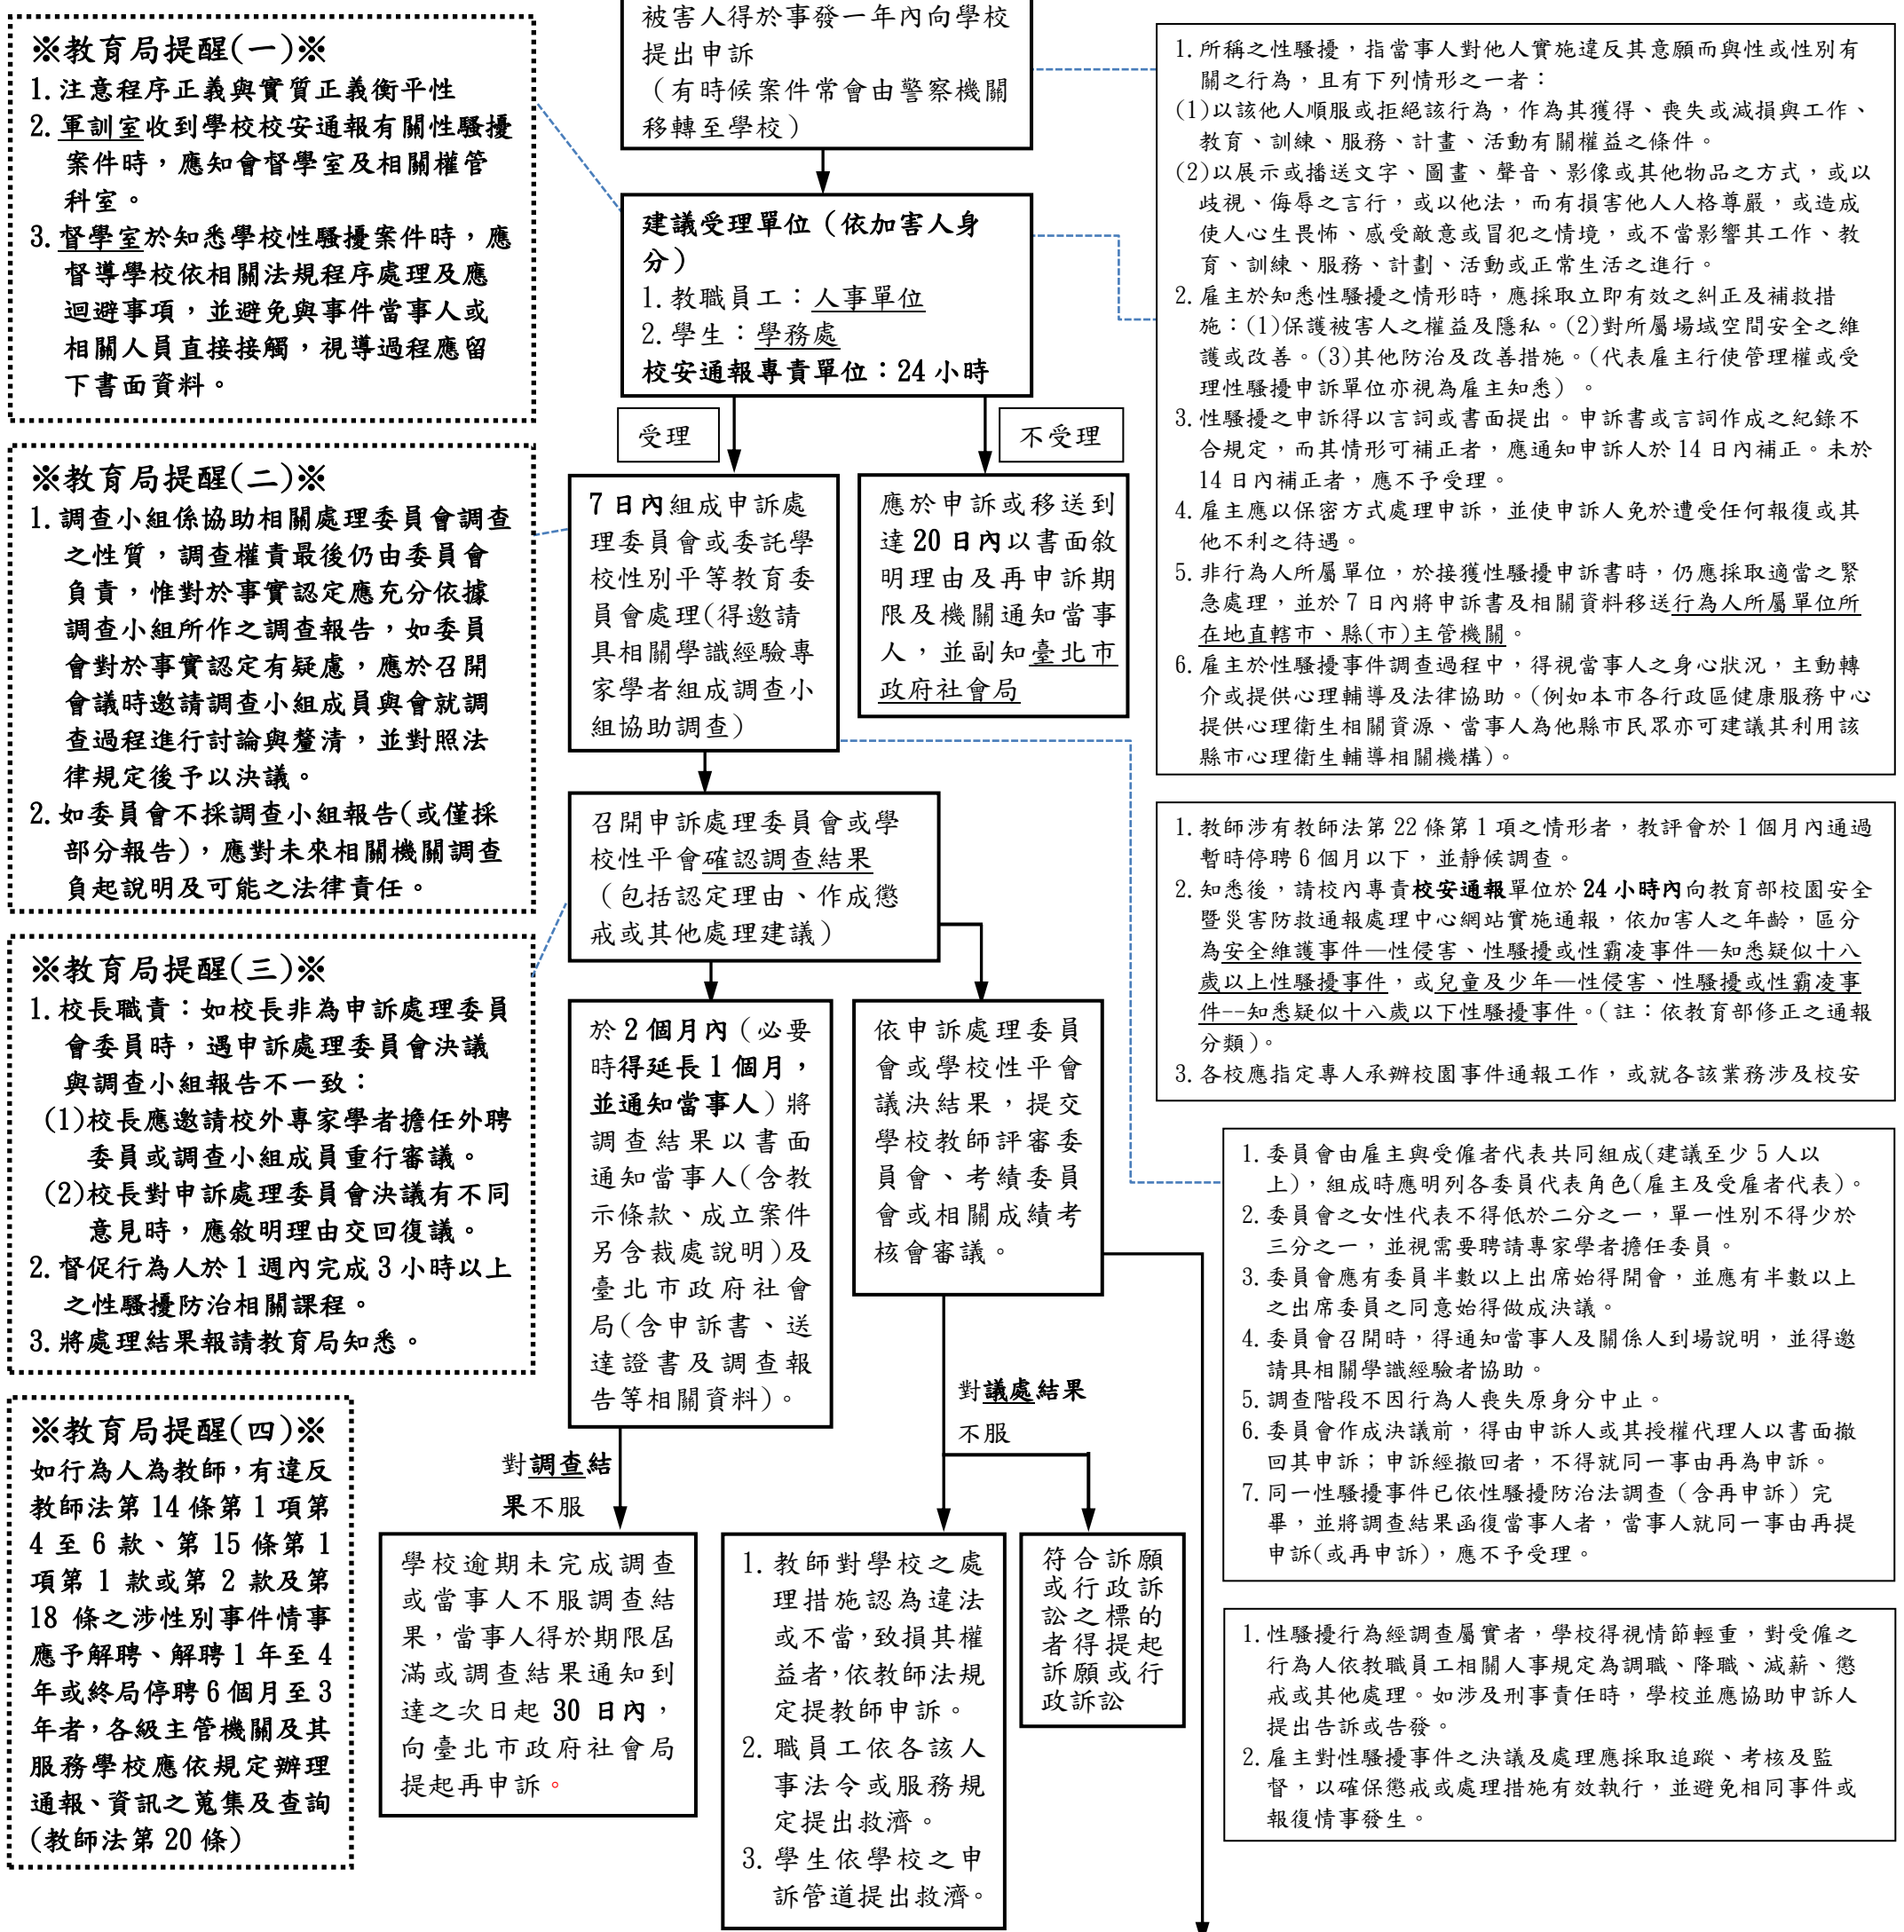 ※教育局提醒(一)※
1.注意程序正義與實質正義衡平性
2.軍訓室收到學校校安通報有關性騷擾
案件時，應知會督學室及相關權管
科室。
3.督學室於知悉學校性騷擾案件時，應
督導學校依相關法規程序處理及應
迴避事項，並避免與事件當事人或
相關人員直接接觸，視導過程應留
下書面資料。
※教育局提醒(二)※
1.調查小組係協助相關處理委員會調查
之性質，調查權責最後仍由委員會
負責，惟對於事實認定應充分依據
調查小組所作之調查報告，如委員
會對於事實認定有疑慮，應於召開
會議時邀請調查小組成員與會就調
查過程進行討論與釐清，並對照法
律規定後予以決議。
2.如委員會不採調查小組報告(或僅採
部分報告)，應對未來相關機關調查
負起說明及可能之法律責任。
※教育局提醒(三)※
1.校長職責：如校長非為申訴處理委員
會委員時，遇申訴處理委員會決議
與調查小組報告不一致：
(1)校長應邀請校外專家學者擔任外聘
委員或調查小組成員重行審議。
(2)校長對申訴處理委員會決議有不同
意見時，應敘明理由交回復議。
2.督促行為人於1週內完成3小時以上
之性騷擾防治相關課程。
3.將處理結果報請教育局知悉。
※教育局提醒(四)※
如行為人為教師，有違反
教師法第14條第1項第
4至6款、第15條第1
項第1款或第2款及第
18條之涉性別事件情事
應予解聘、解聘1年至4
年或終局停聘6個月至3
年者，各級主管機關及其
服務學校應依規定辦理
通報、資訊之蒐集及查詢
(教師法第20條)
被害人得於事發一年內向學校
提出申訴
（有時候案件常會由警察機關
移轉至學校）
建議受理單位（依加害人身
分）
1.教職員工：人事單位
2.學生：學務處
校安通報專責單位：24小時
受理
不受理
7日內組成申訴處
理委員會或委託學
校性別平等教育委
員會處理(得邀請
具相關學識經驗專
家學者組成調查小
組協助調查)
應於申訴或移送到
達20日內以書面敘
明理由及再申訴期
限及機關通知當事
人，並副知臺北市
政府社會局
召開申訴處理委員會或學
校性平會確認調查結果
（包括認定理由、作成懲
戒或其他處理建議）
於2個月內（必要
時得延長1個月，
並通知當事人）將
調查結果以書面
通知當事人(含教
示條款、成立案件
另含裁處說明)及
臺北市政府社會
局(含申訴書、送
達證書及調查報
告等相關資料)。
依申訴處理委員
會或學校性平會
議決結果，提交
學校教師評審委
員會、考績委員
會或相關成績考
核會審議。
對調查結
果不服
對議處結果
不服
學校逾期未完成調查
或當事人不服調查結
果，當事人得於期限屆
滿或調查結果通知到
達之次日起 30 日內，
向臺北市政府社會局
提起再申訴。
1.教師對學校之處
理措施認為違法
或不當，致損其權
益者，依教師法規
定提教師申訴。
2.職員工依各該人
事法令或服務規
定提出救濟。
3.學生依學校之申
訴管道提出救濟。
符合訴願
或行政訴
訟之標的
者得提起
訴願或行
政訴訟
1.所稱之性騷擾，指當事人對他人實施違反其意願而與性或性別有
關之行為，且有下列情形之一者：
(1)以該他人順服或拒絕該行為，作為其獲得、喪失或減損與工作、
教育、訓練、服務、計畫、活動有關權益之條件。
(2)以展示或播送文字、圖畫、聲音、影像或其他物品之方式，或以
歧視、侮辱之言行，或以他法，而有損害他人人格尊嚴，或造成
使人心生畏怖、感受敵意或冒犯之情境，或不當影響其工作、教
育、訓練、服務、計劃、活動或正常生活之進行。
2.雇主於知悉性騷擾之情形時，應採取立即有效之糾正及補救措
施：(1)保護被害人之權益及隱私。(2)對所屬場域空間安全之維
護或改善。(3)其他防治及改善措施。(代表雇主行使管理權或受
理性騷擾申訴單位亦視為雇主知悉）。
3.性騷擾之申訴得以言詞或書面提出。申訴書或言詞作成之紀錄不
合規定，而其情形可補正者，應通知申訴人於14日內補正。未於
14日內補正者，應不予受理。
4.雇主應以保密方式處理申訴，並使申訴人免於遭受任何報復或其
他不利之待遇。
5.非行為人所屬單位，於接獲性騷擾申訴書時，仍應採取適當之緊
急處理，並於7日內將申訴書及相關資料移送行為人所屬單位所
在地直轄市、縣(市)主管機關。
6.雇主於性騷擾事件調查過程中，得視當事人之身心狀況，主動轉
介或提供心理輔導及法律協助。(例如本市各行政區健康服務中心
提供心理衛生相關資源、當事人為他縣市民眾亦可建議其利用該
縣市心理衛生輔導相關機構)。
1.教師涉有教師法第22條第1項之情形者，教評會於1個月內通過
暫時停聘6個月以下，並靜候調查。
2.知悉後，請校內專責校安通報單位於24小時內向教育部校園安全
暨災害防救通報處理中心網站實施通報，依加害人之年齡，區分
為安全維護事件—性侵害、性騷擾或性霸凌事件—知悉疑似十八
歲以上性騷擾事件，或兒童及少年—性侵害、性騷擾或性霸凌事
件--知悉疑似十八歲以下性騷擾事件。(註：依教育部修正之通報
分類)。
3.各校應指定專人承辦校園事件通報工作，或就各該業務涉及校安
1.委員會由雇主與受僱者代表共同組成(建議至少5人以
上)，組成時應明列各委員代表角色(雇主及受雇者代表)。
2.委員會之女性代表不得低於二分之一，單一性別不得少於
三分之一，並視需要聘請專家學者擔任委員。
3.委員會應有委員半數以上出席始得開會，並應有半數以上
之出席委員之同意始得做成決議。
4.委員會召開時，得通知當事人及關係人到場說明，並得邀
請具相關學識經驗者協助。
5.調查階段不因行為人喪失原身分中止。
6.委員會作成決議前，得由申訴人或其授權代理人以書面撤
回其申訴；申訴經撤回者，不得就同一事由再為申訴。
7.同一性騷擾事件已依性騷擾防治法調查（含再申訴）完
畢，並將調查結果函復當事人者，當事人就同一事由再提
申訴(或再申訴)，應不予受理。
1.性騷擾行為經調查屬實者，學校得視情節輕重，對受僱之
行為人依教職員工相關人事規定為調職、降職、減薪、懲
戒或其他處理。如涉及刑事責任時，學校並應協助申訴人
提出告訴或告發。
2.雇主對性騷擾事件之決議及處理應採取追蹤、考核及監
督，以確保懲戒或處理措施有效執行，並避免相同事件或
報復情事發生。